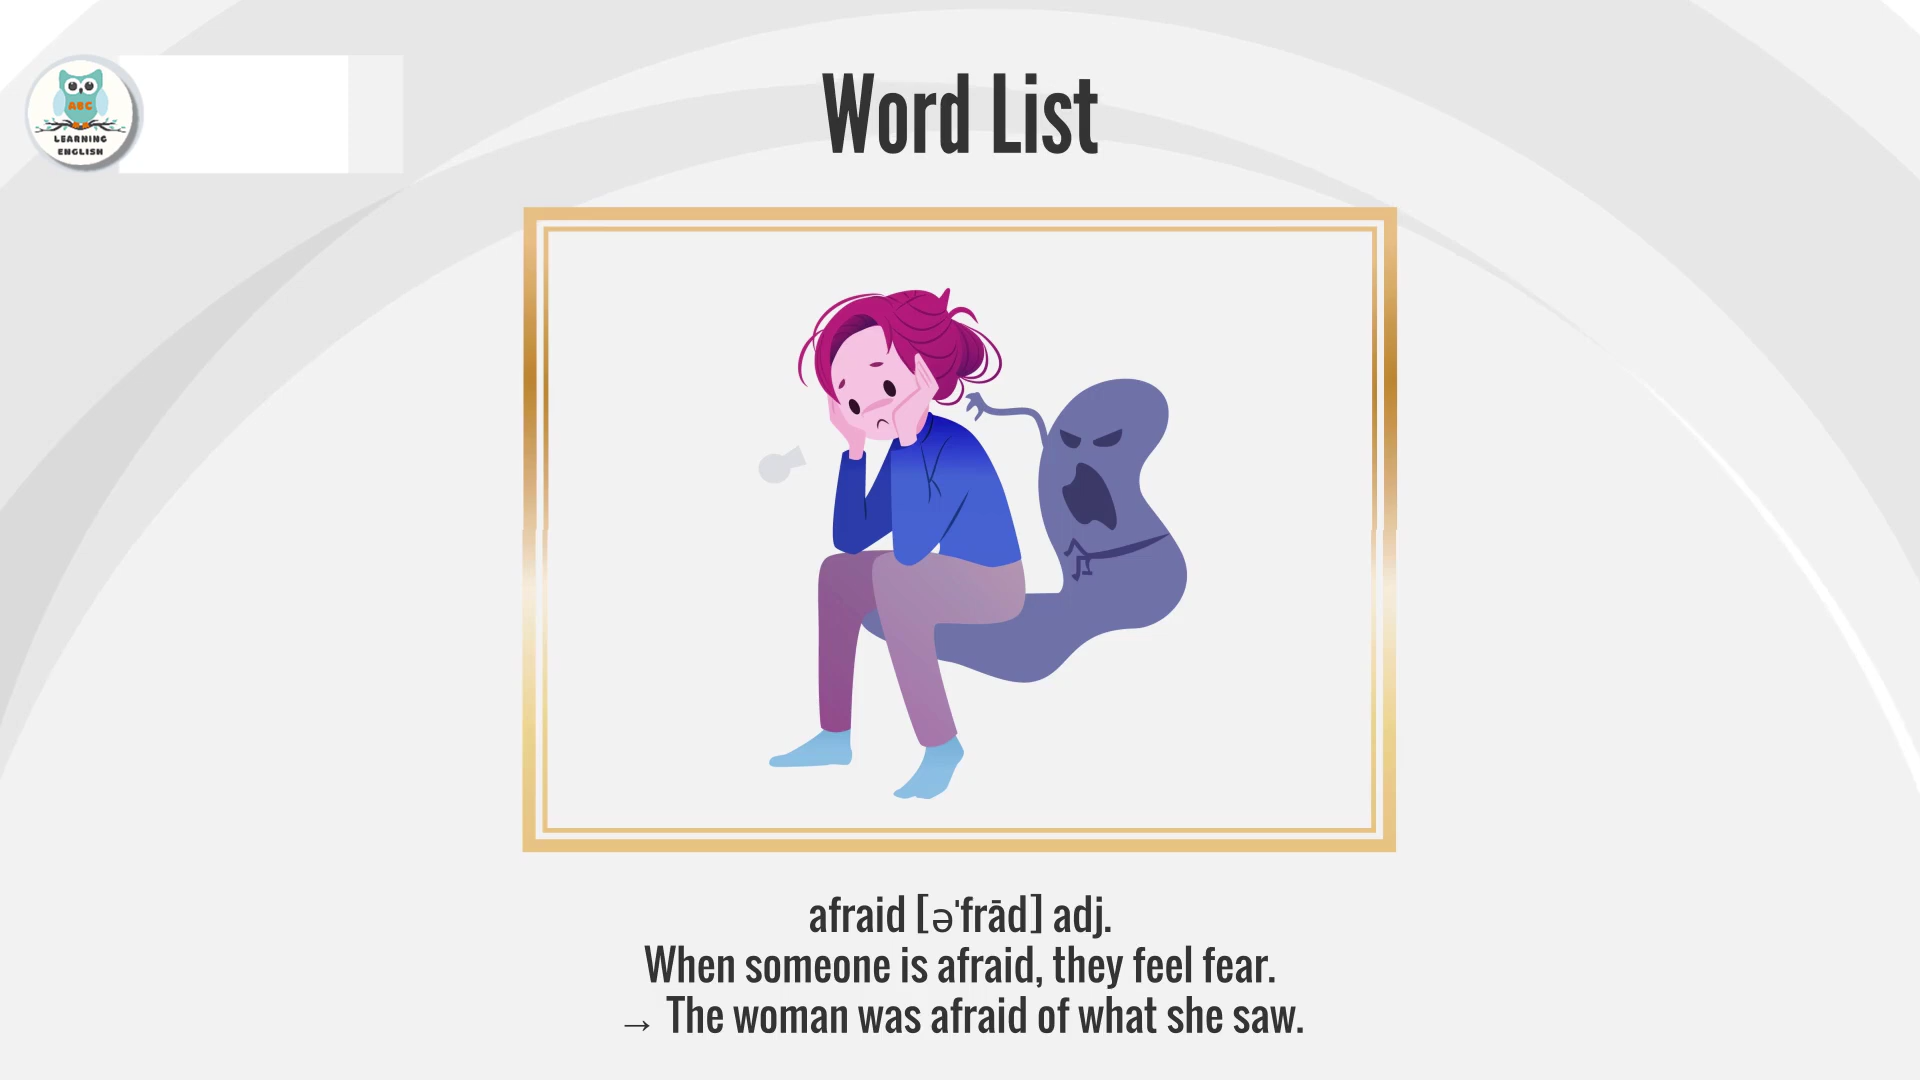 ABC
LEARNING
ENGLISH
Word List
afraid [əˈfrād] adj.
When someone is afraid, they feel fear.
→ The woman was afraid of what she saw.